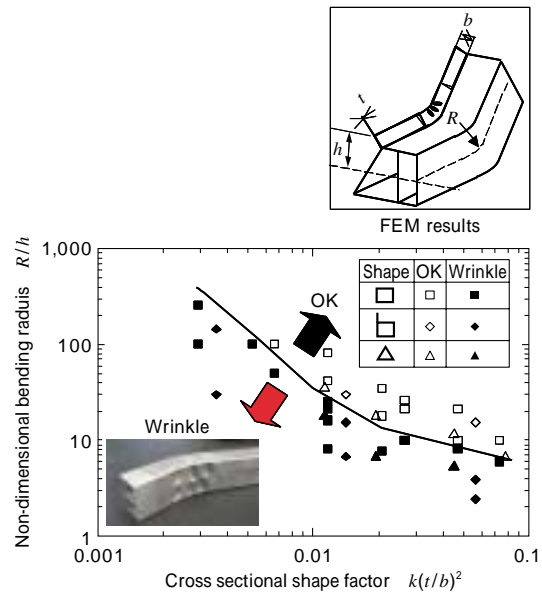 b
t
R
h
FEM results
Non-dimensional bending raduis R/h
1,000
100
10
1
Shape OK Wrinkle
OK
Wrinkle
0.001 0.01 0.1
Cross sectional shape factor k(t/b)²